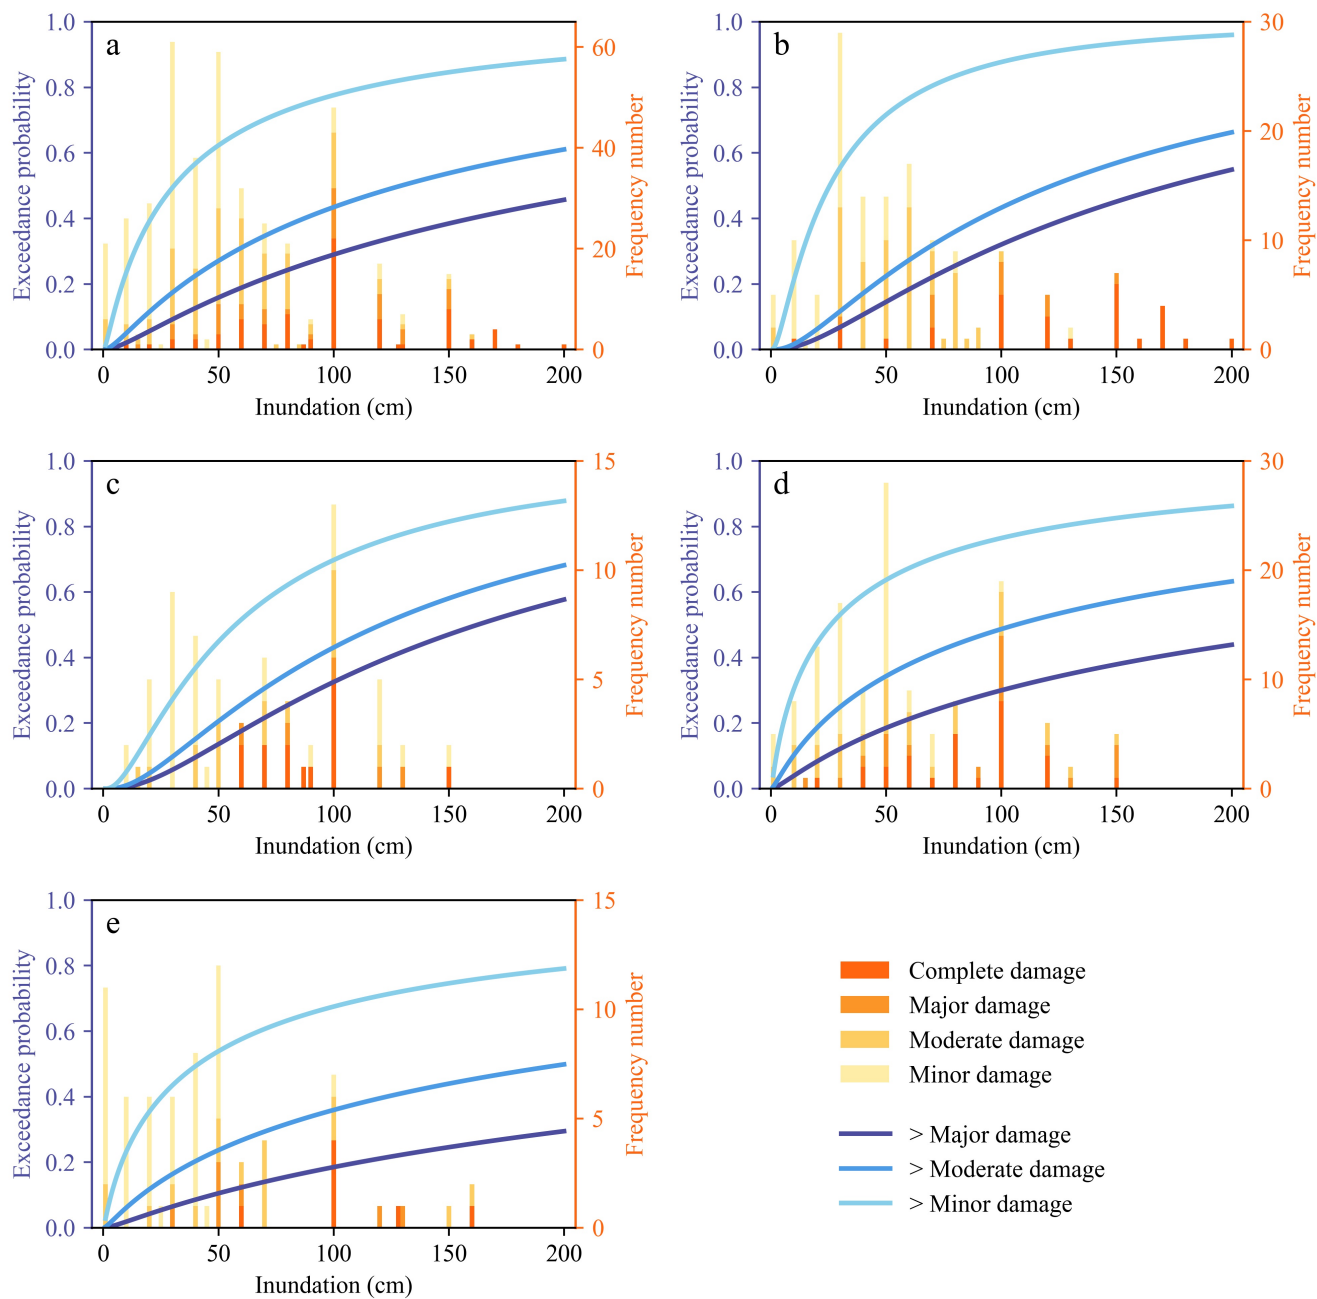 a
1.0
0.8
0.6
0.4
0.2
0.0
Exceedance probability
60
40
20
0
Frequency number
0 50 100 150 200
Inundation (cm)
b
1.0
0.8
0.6
0.4
0.2
0.0
Exceedance probability
30
20
10
0
Frequency number
0 50 100 150 200
Inundation (cm)
c
1.0
0.8
0.6
0.4
0.2
0.0
Exceedance probability
15
10
5
0
Frequency number
0 50 100 150 200
Inundation (cm)
d
1.0
0.8
0.6
0.4
0.2
0.0
Exceedance probability
30
20
10
0
Frequency number
0 50 100 150 200
Inundation (cm)
e
1.0
0.8
0.6
0.4
0.2
0.0
Exceedance probability
15
10
5
0
Frequency number
0 50 100 150 200
Inundation (cm)
Complete damage
Major damage
Moderate damage
Minor damage
> Major damage
> Moderate damage
> Minor damage